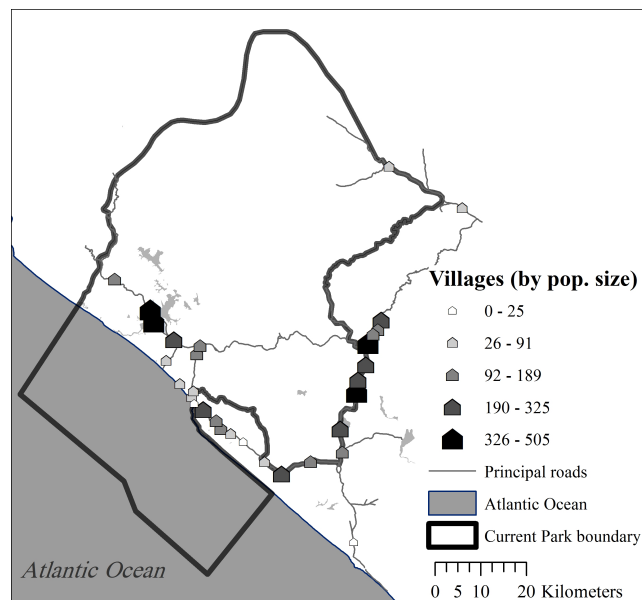 Villages (by pop. size)
0 - 25
26 - 91
92 - 189
190 - 325
326 - 505
Principal roads
Atlantic Ocean
Current Park boundary
0 5 10 20 Kilometers
Atlantic Ocean